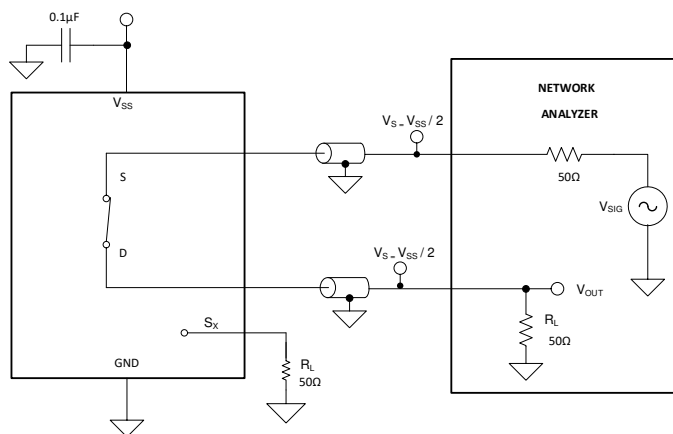 0.1µF
VSS
NETWORK
ANALYZER
VS = VSS / 2
S
50Ω
VSIG
D
VS = VSS / 2
VOUT
SX
RL
50Ω
GND
RL
50Ω